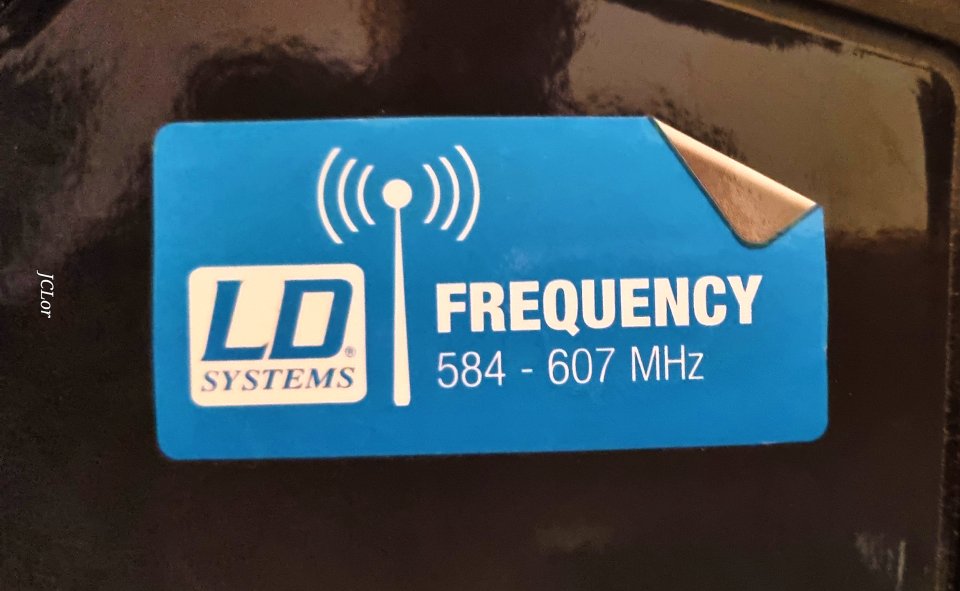 JCLor
LD®
SYSTEMS
FREQUENCY
584 - 607 MHz